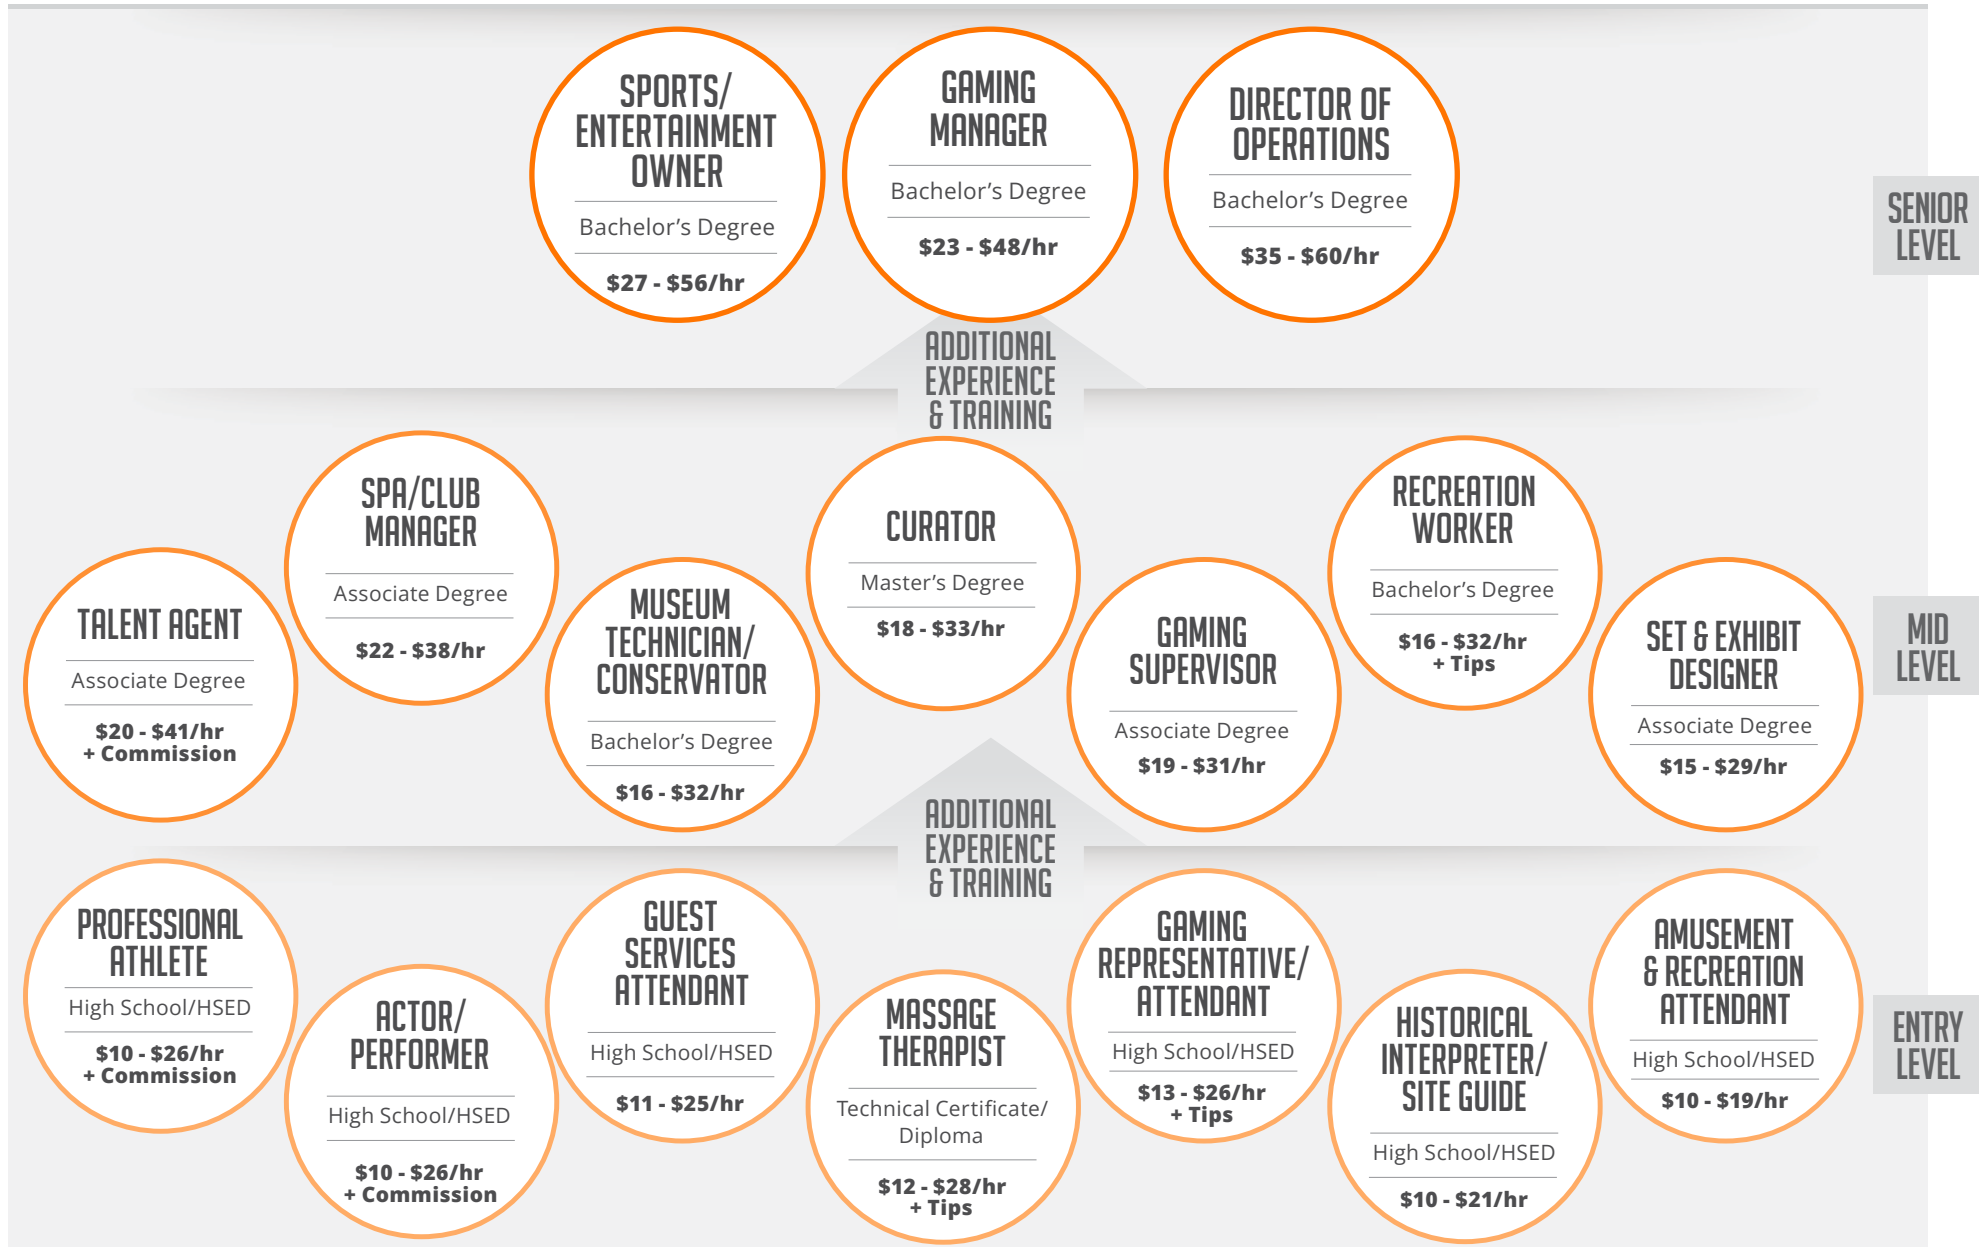 SPORTS/
ENTERTAINMENT
OWNER
Bachelor’s Degree
$27 - $56/hr
GAMING
MANAGER
Bachelor’s Degree
$23 - $48/hr
DIRECTOR OF
OPERATIONS
Bachelor’s Degree
$35 - $60/hr
SENIOR
LEVEL
ADDITIONAL
EXPERIENCE
& TRAINING
TALENT AGENT
Associate Degree
$20 - $41/hr
+ Commission
SPA/CLUB
MANAGER
Associate Degree
$22 - $38/hr
MUSEUM
TECHNICIAN/
CONSERVATOR
Bachelor’s Degree
$16 - $32/hr
CURATOR
Master’s Degree
$18 - $33/hr
GAMING
SUPERVISOR
Associate Degree
$19 - $31/hr
RECREATION
WORKER
Bachelor’s Degree
$16 - $32/hr
+ Tips
SET & EXHIBIT
DESIGNER
Associate Degree
$15 - $29/hr
MID
LEVEL
ADDITIONAL
EXPERIENCE
& TRAINING
PROFESSIONAL
ATHLETE
High School/HSED
$10 - $26/hr
+ Commission
ACTOR/
PERFORMER
High School/HSED
$10 - $26/hr
+ Commission
GUEST
SERVICES
ATTENDANT
High School/HSED
$11 - $25/hr
MASSAGE
THERAPIST
Technical Certificate/
Diploma
$12 - $28/hr
+ Tips
GAMING
REPRESENTATIVE/
ATTENDANT
High School/HSED
$13 - $26/hr
+ Tips
HISTORICAL
INTERPRETER/
SITE GUIDE
High School/HSED
$10 - $21/hr
AMUSEMENT
& RECREATION
ATTENDANT
High School/HSED
$10 - $19/hr
ENTRY
LEVEL